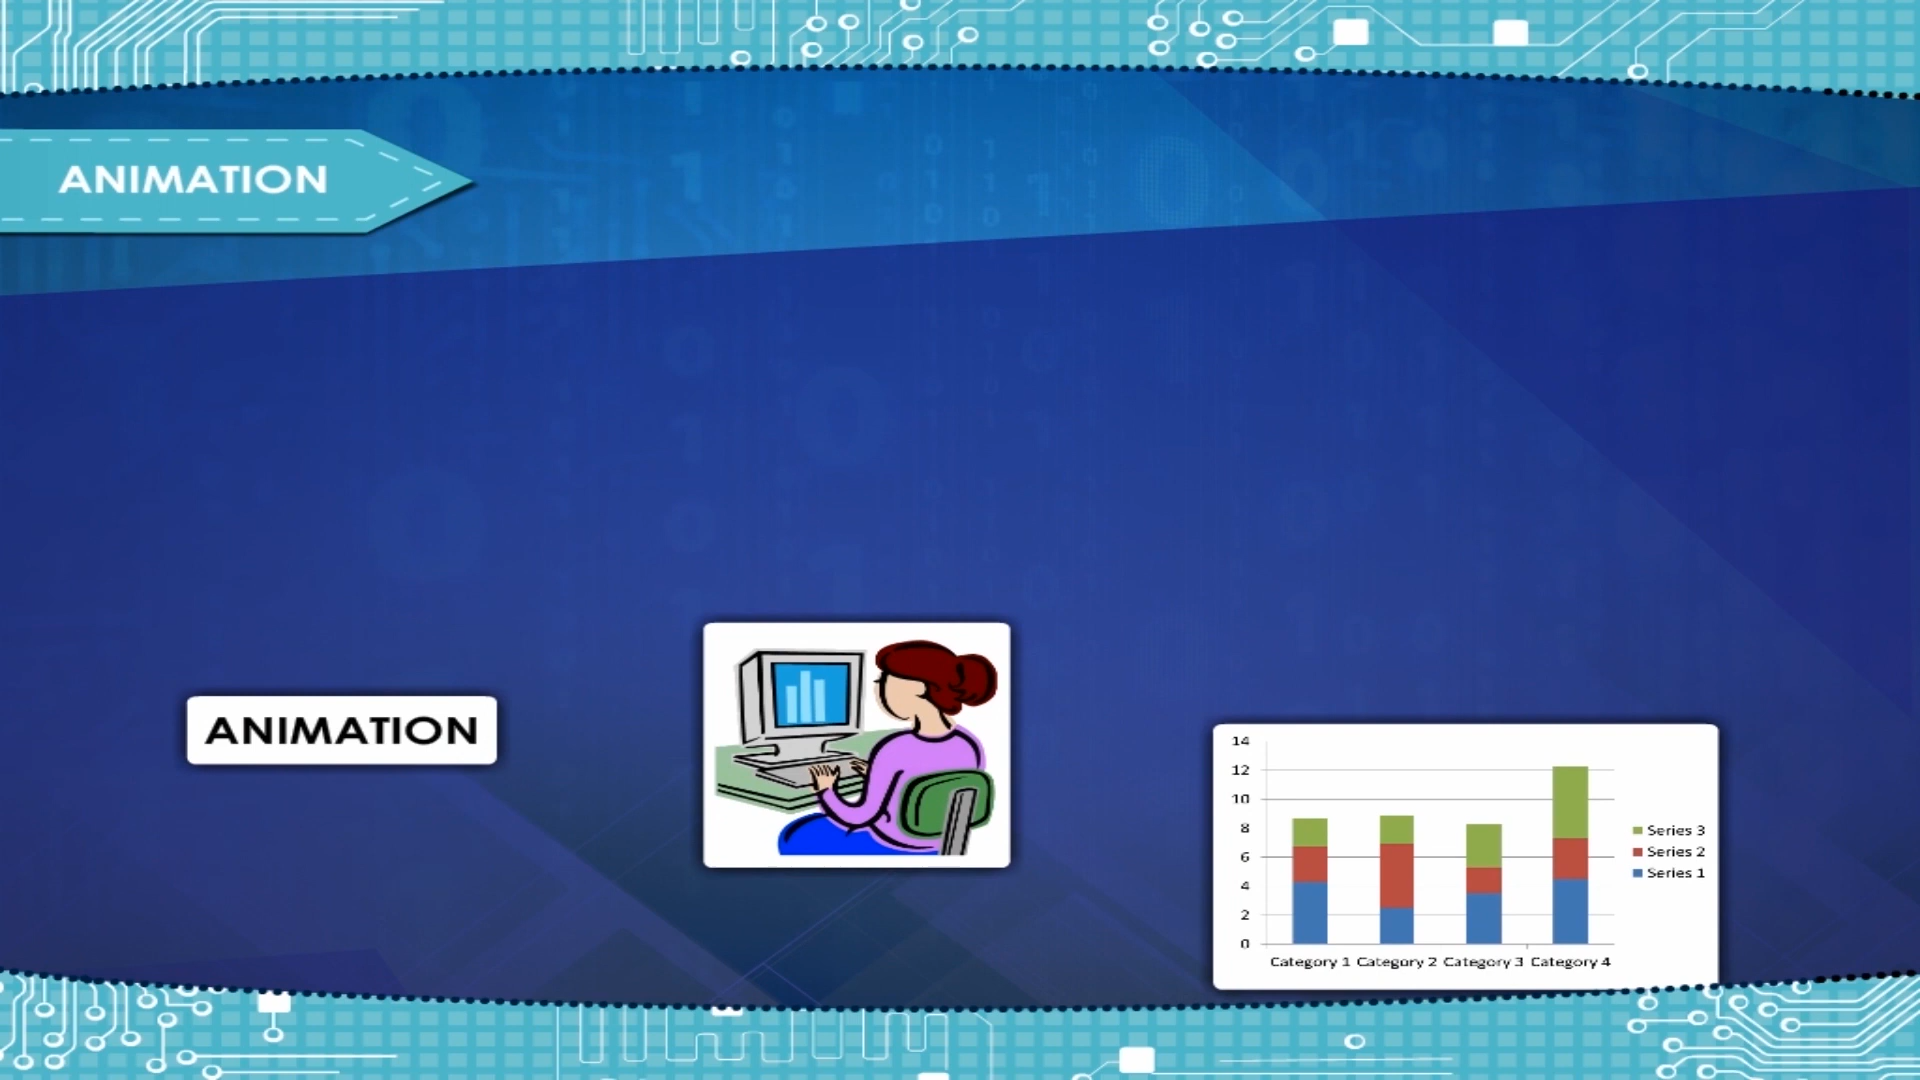 ANIMATION
ANIMATION
14
12
10
8
6
4
2
0
Category 1 Category 2 Category 3 Category 4
Series 3
Series 2
Series 1